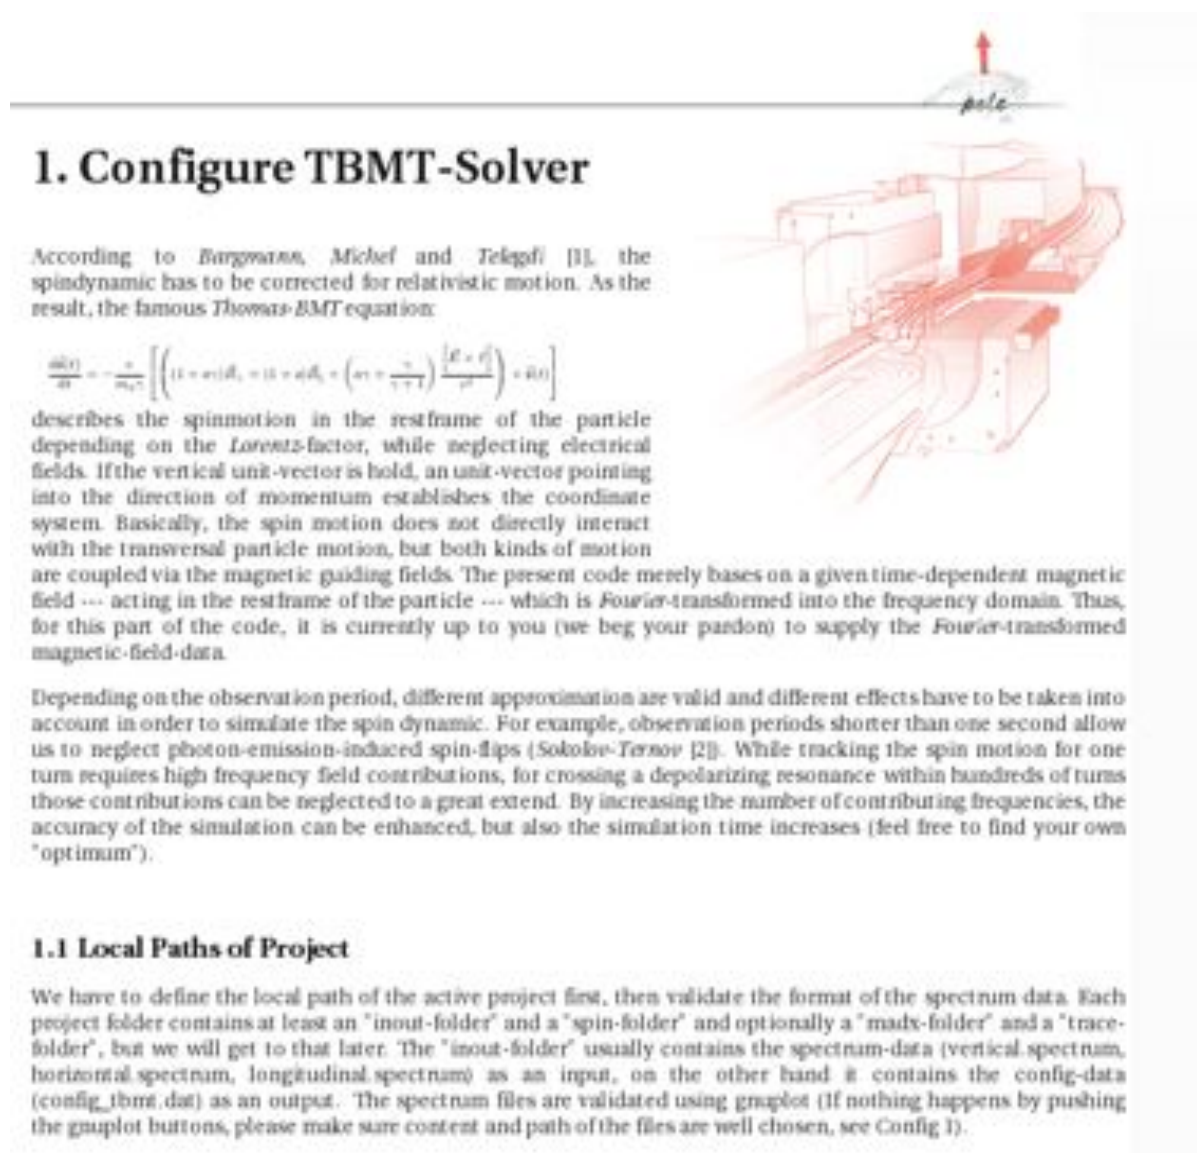 pole
1. Configure TBMT-Solver
According to Bargmann, Michel and Telegdi [1], the
spindynamic has to be corrected for relativistic motion. As the
result, the famous Thomas-BMT equation:
describes the spinmotion in the restframe of the particle
depending on the Lorentz-factor, while neglecting electrical
fields. If the vertical unit-vector is hold, an unit-vector pointing
into the direction of momentum establishes the coordinate
system. Basically, the spin motion does not directly interact
with the transversal particle motion, but both kinds of motion
are coupled via the magnetic guiding fields. The present code merely bases on a given time-dependent magnetic
field --- acting in the restframe of the particle --- which is Fourier-transformed into the frequency domain. Thus,
for this part of the code, it is currently up to you (we beg your pardon) to supply the Fourier-transformed
magnetic-field-data.
Depending on the observation period, different approximation are valid and different effects have to be taken into
account in order to simulate the spin dynamic. For example, observation periods shorter than one second allow
us to neglect photon-emission-induced spin-flips (Sokolov-Ternov [2]). While tracking the spin motion for one
turn requires high frequency field contributions, for crossing a depolarizing resonance within hundreds of turns
those contributions can be neglected to a great extend. By increasing the number of contributing frequencies, the
accuracy of the simulation can be enhanced, but also the simulation time increases (feel free to find your own
"optimum").
1.1 Local Paths of Project
We have to define the local path of the active project first, then validate the format of the spectrum data. Each
project folder contains at least an "inout-folder" and a "spin-folder" and optionally a "madx-folder" and a "trace-
folder", but we will get to that later. The "inout-folder" usually contains the spectrum-data (vertical.spectrum,
horizontal.spectrum, longitudinal.spectrum) as an input, on the other hand it contains the config-data
(config_tbmt.dat) as an output. The spectrum files are validated using gnuplot (If nothing happens by pushing
the gnuplot buttons, please make sure content and path of the files are well chosen, see Config 1).